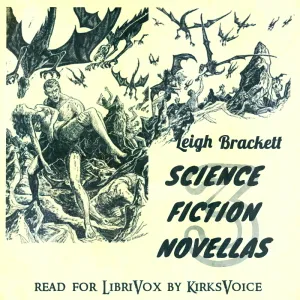 Leigh Brackett
3
SCIENCE
FICTION
NOVELLAS
READ FOR LIBRIVOX BY KIRKSVOICE